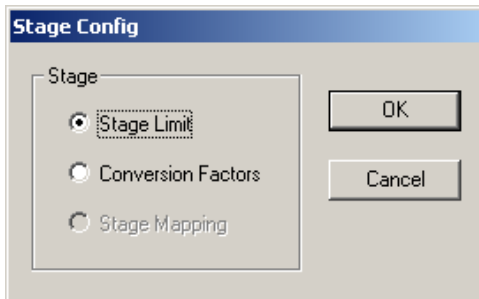 Stage Config
Stage
Stage Limit
OK
Conversion Factors
Cancel
Stage Mapping